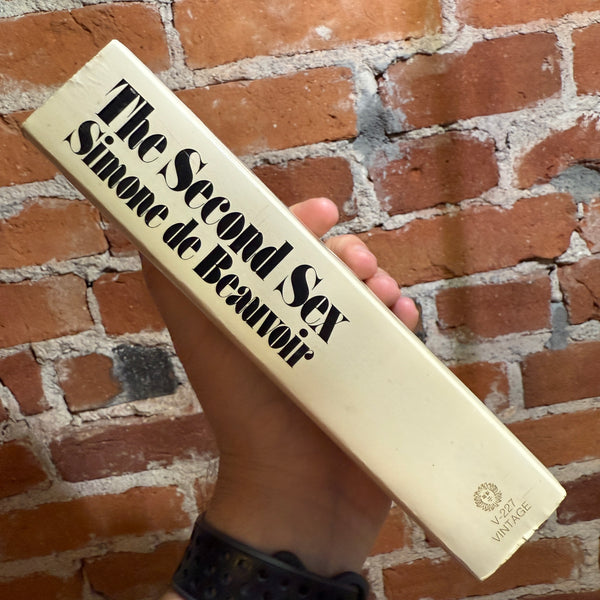 The Second Sex
Simone de Beauvoir
V-227
VINTAGE